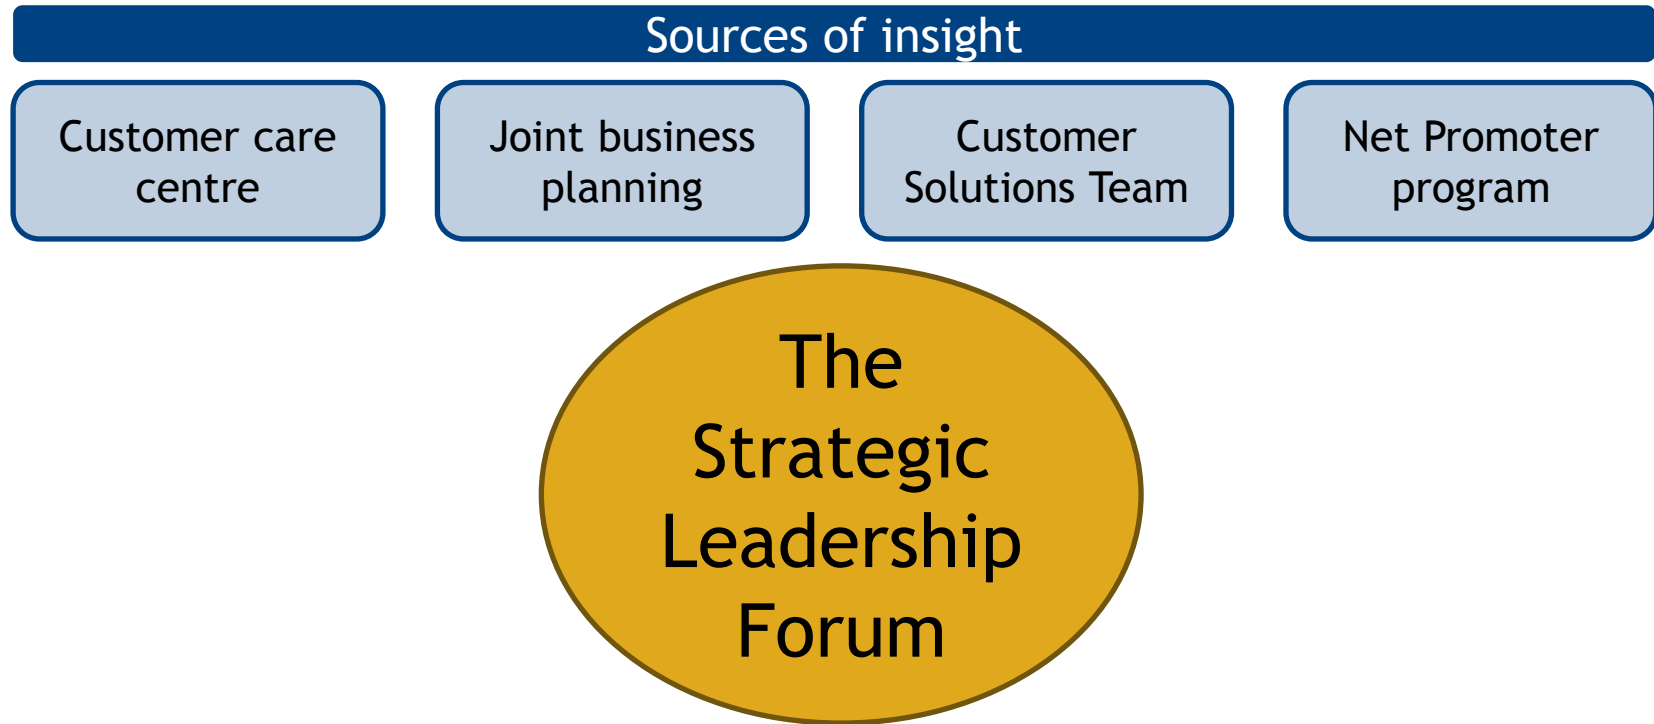 Sources of insight
Customer care
centre
Joint business
planning
Customer
Solutions Team
Net Promoter
program
The
Strategic
Leadership
Forum